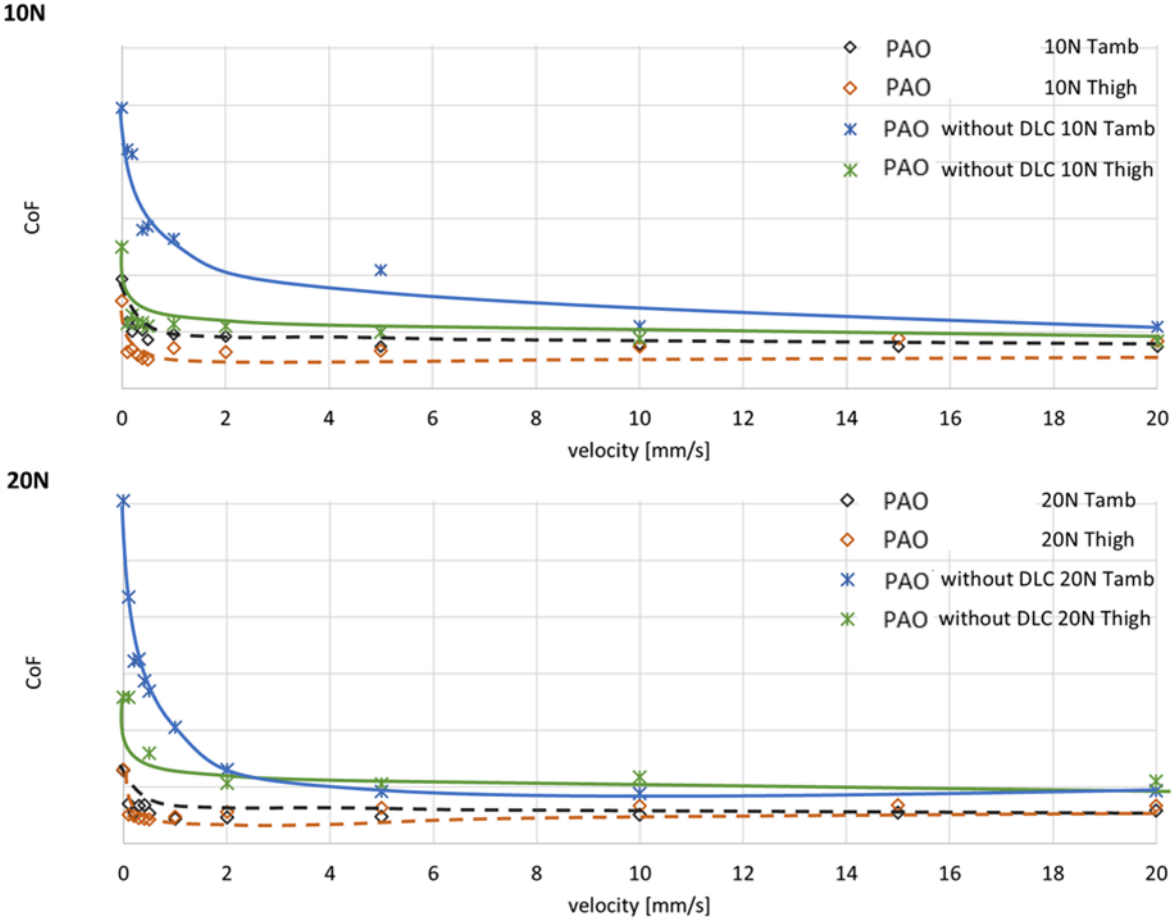 10N
PAO 10N Tamb
PAO 10N Thigh
PAO without DLC 10N Tamb
PAO without DLC 10N Thigh
CoF
0 2 4 6 8 10 12 14 16 18 20
velocity [mm/s]
20N
PAO 20N Tamb
PAO 20N Thigh
PAO without DLC 20N Tamb
PAO without DLC 20N Thigh
CoF
0 2 4 6 8 10 12 14 16 18 20
velocity [mm/s]